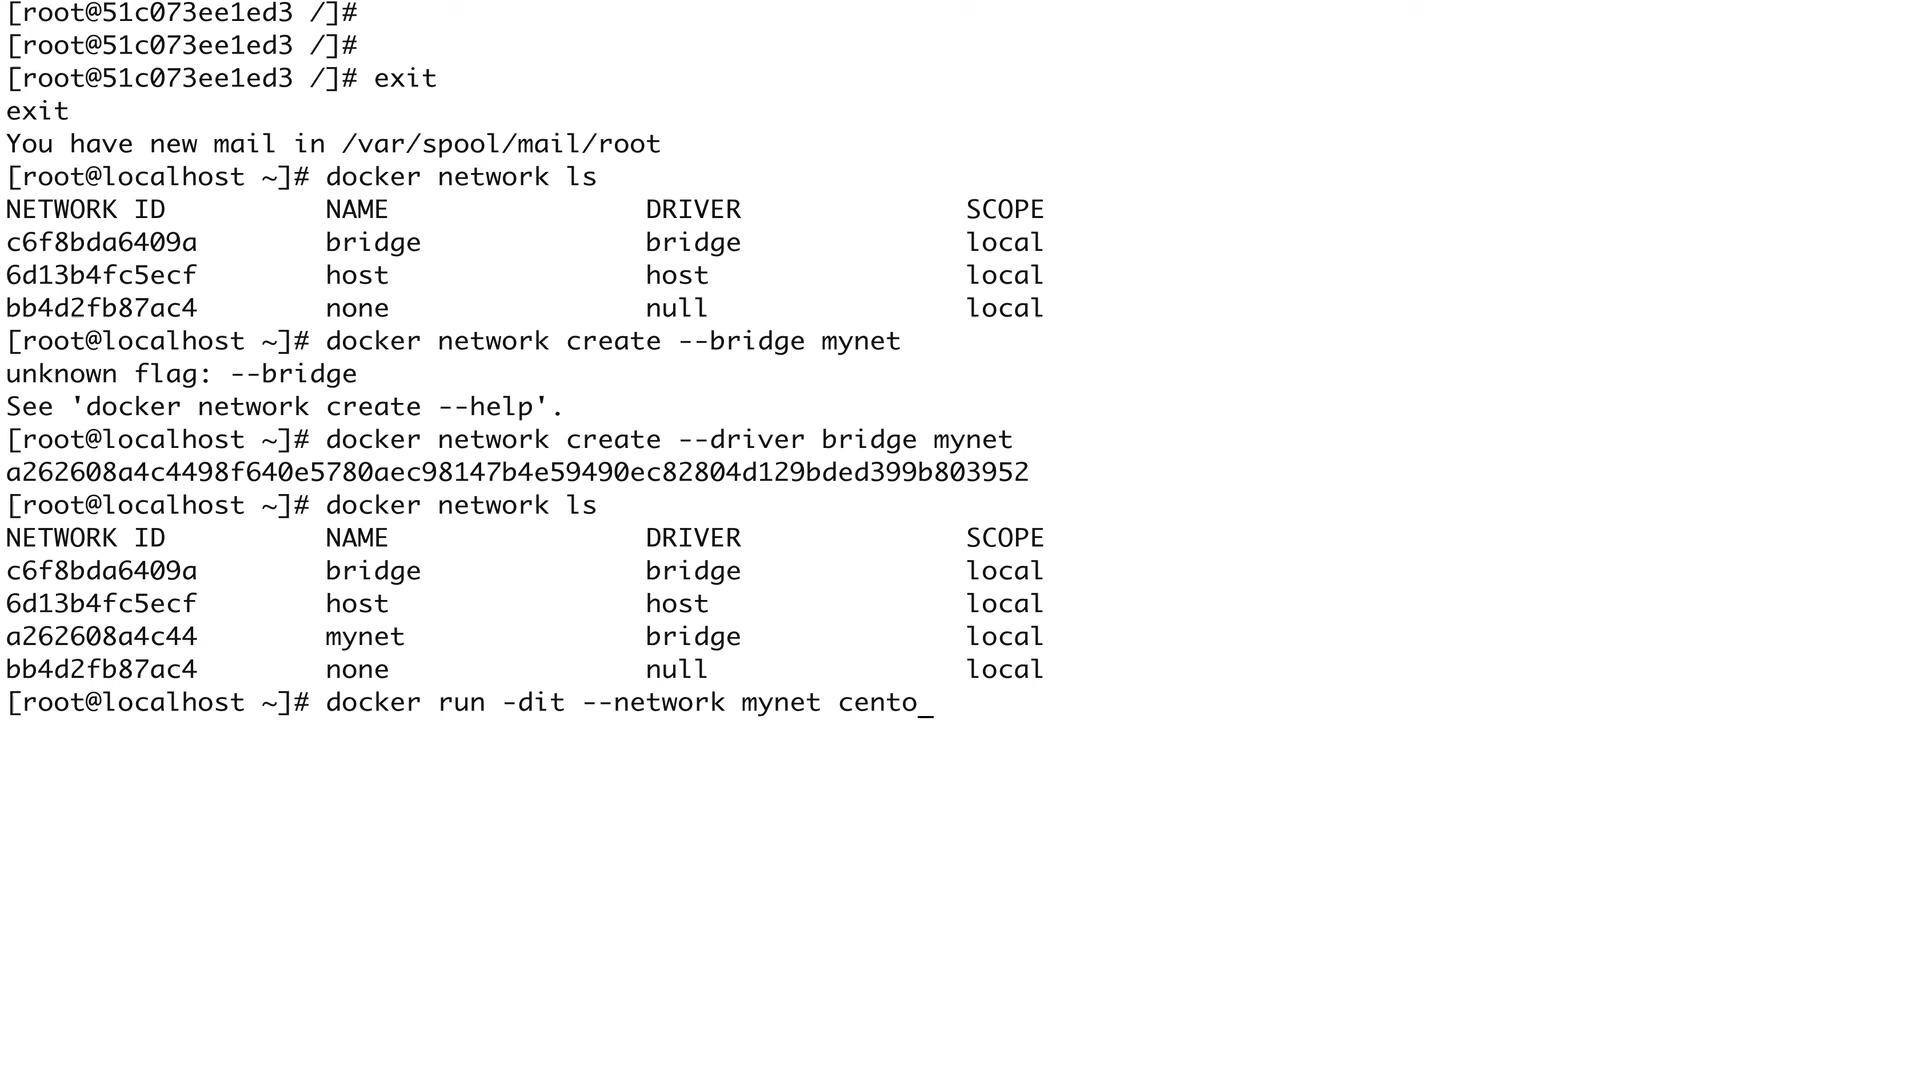 [root@51c073ee1ed3 /]#
[root@51c073ee1ed3 /]#
[root@51c073ee1ed3 /]# exit
exit
You have new mail in /var/spool/mail/root
[root@localhost ~]# docker network ls
NETWORK ID          NAME                DRIVER              SCOPE
c6f8bda6409a        bridge              bridge              local
6d13b4fc5ecf        host                host                local
bb4d2fb87ac4        none                null                local
[root@localhost ~]# docker network create --bridge mynet
unknown flag: --bridge
See 'docker network create --help'.
[root@localhost ~]# docker network create --driver bridge mynet
a262608a4c4498f640e5780aec98147b4e59490ec82804d129bded399b803952
[root@localhost ~]# docker network ls
NETWORK ID          NAME                DRIVER              SCOPE
c6f8bda6409a        bridge              bridge              local
6d13b4fc5ecf        host                host                local
a262608a4c44        mynet               bridge              local
bb4d2fb87ac4        none                null                local
[root@localhost ~]# docker run -dit --network mynet cento_